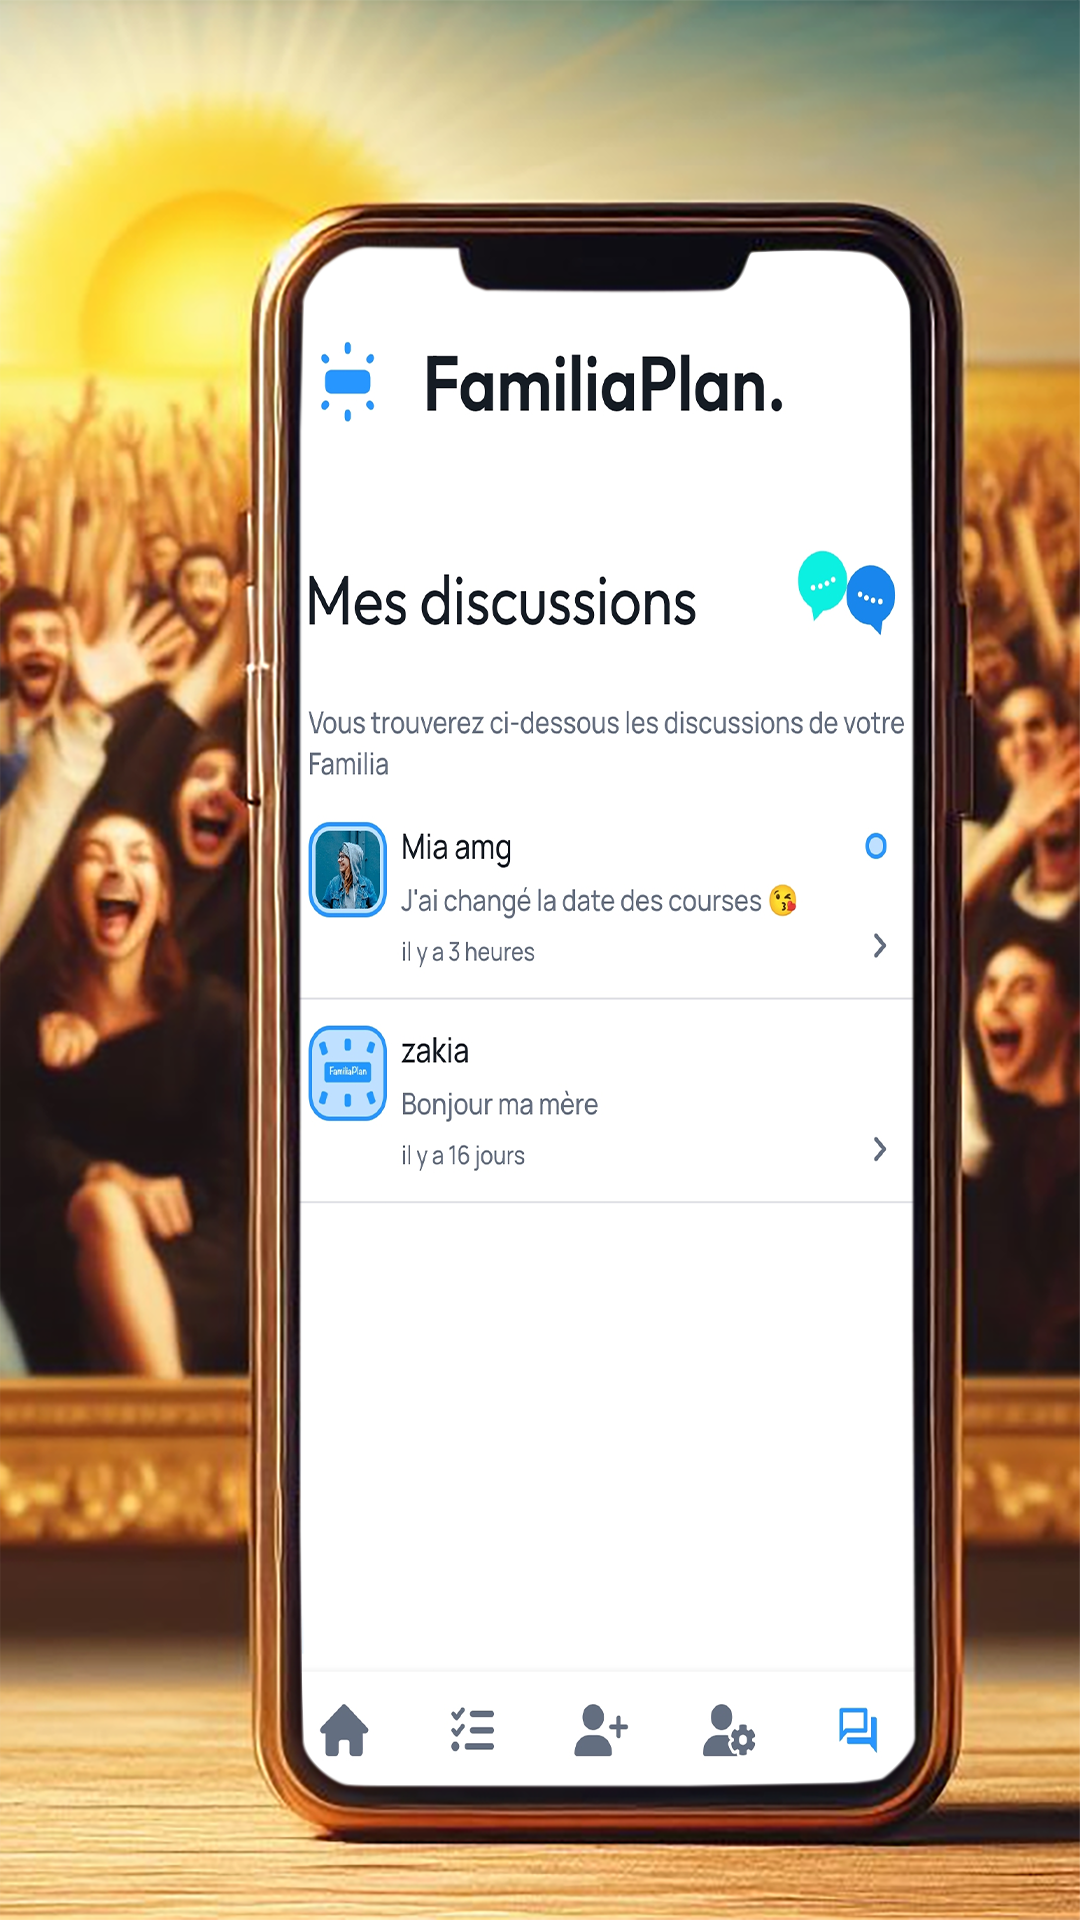 FamiliaPlan.
Mes discussions
Vous trouverez ci-dessous les discussions de votre
Familia
Mia amg
J'ai changé la date des courses 😘
il y a 3 heures
zakia
FamiliaPlan
Bonjour ma mère
il y a 16 jours